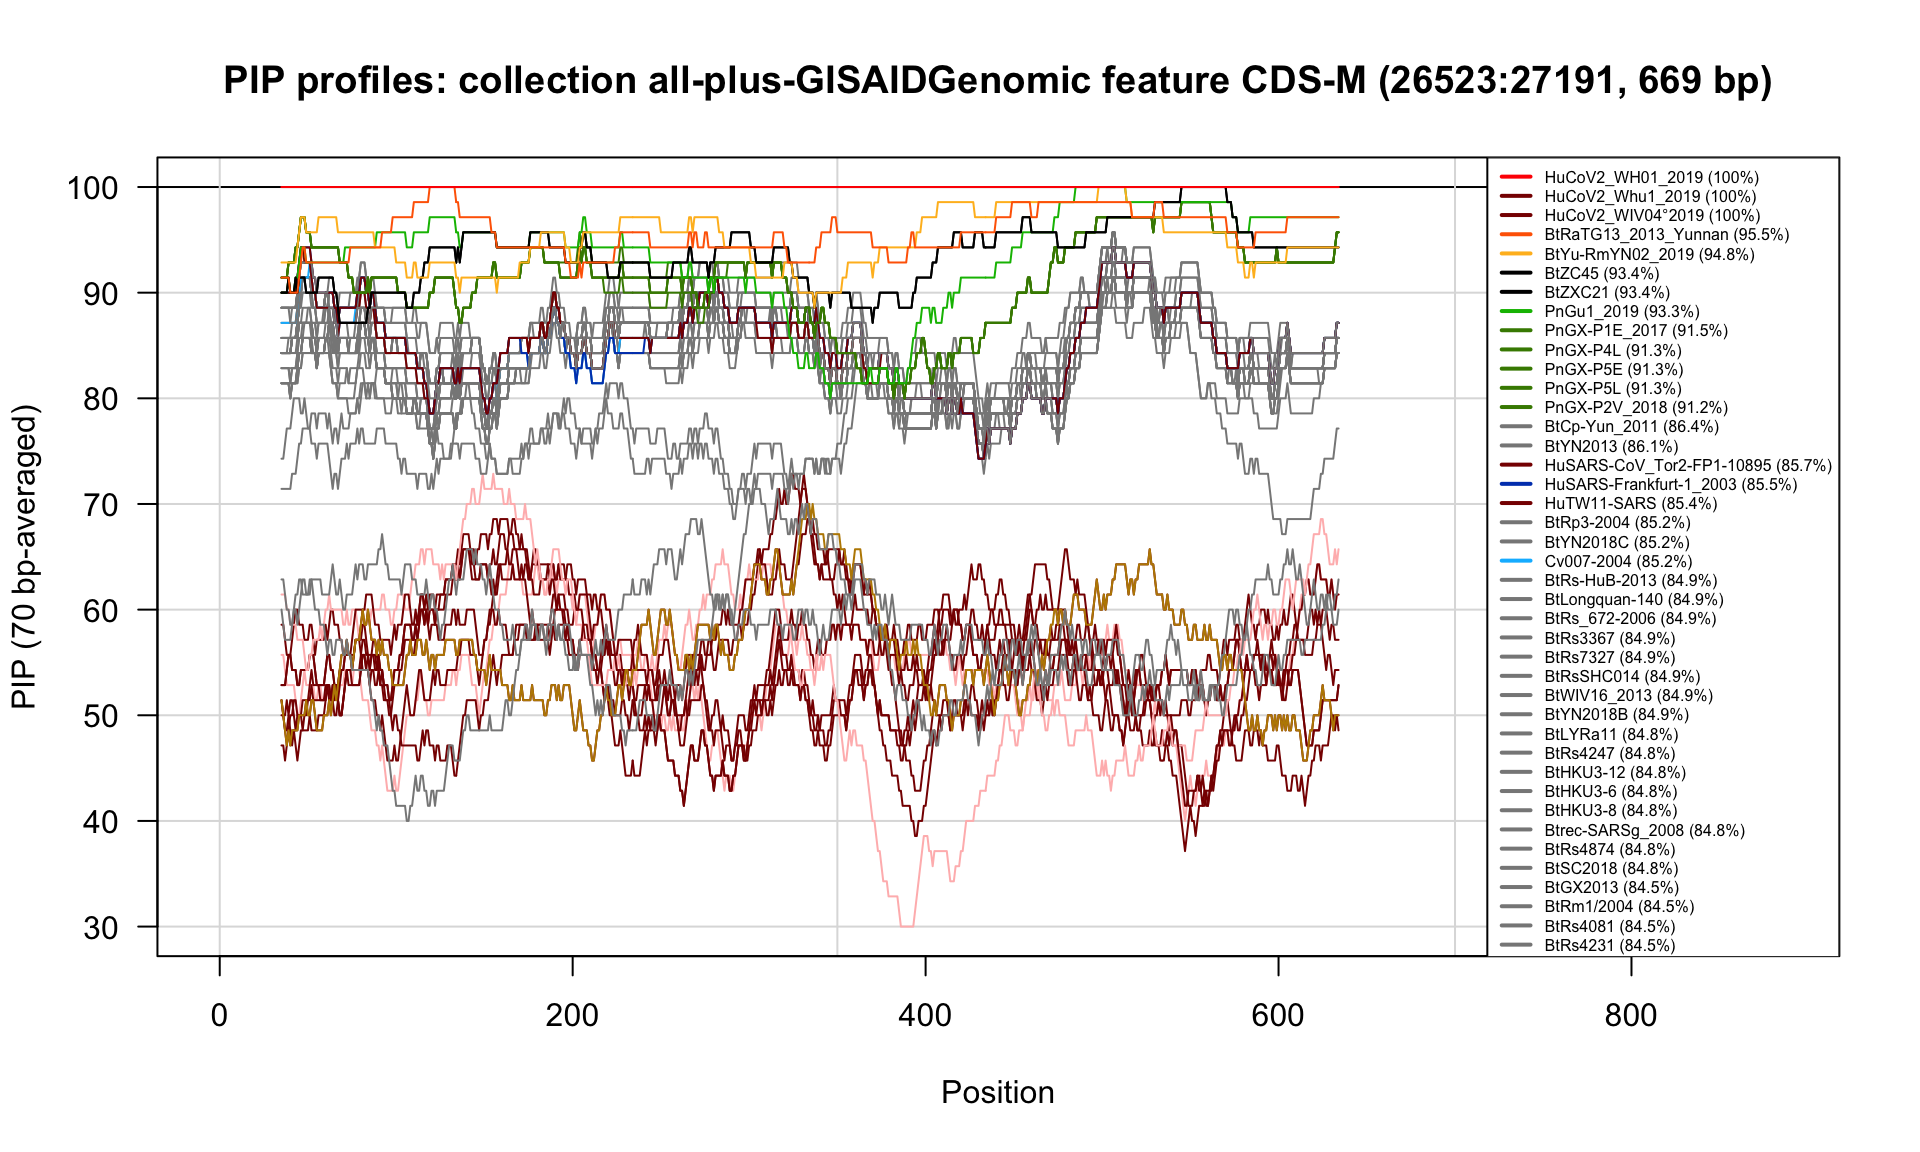 PIP profiles: collection all-plus-GISAIDGenomic feature CDS-M (26523:27191, 669 bp)
PIP (70 bp-averaged)
100
90
80
70
60
50
40
30
0
200
400
600
800
Position
HuCoV2_WH01_2019 (100%)
HuCoV2_Whu1_2019 (100%)
HuCoV2_WIV04°2019 (100%)
BtRaTG13_2013_Yunnan (95.5%)
BtYu-RmYN02_2019 (94.8%)
BtZC45 (93.4%)
BtZXC21 (93.4%)
PnGu1_2019 (93.3%)
PnGX-P1E_2017 (91.5%)
PnGX-P4L (91.3%)
PnGX-P5E (91.3%)
PnGX-P5L (91.3%)
PnGX-P2V_2018 (91.2%)
BtCp-Yun_2011 (86.4%)
BtYN2013 (86.1%)
HuSARS-CoV_Tor2-FP1-10895 (85.7%)
HuSARS-Frankfurt-1_2003 (85.5%)
HuTW11-SARS (85.4%)
BtRp3-2004 (85.2%)
BtYN2018C (85.2%)
Cv007-2004 (85.2%)
BtRs-HuB-2013 (84.9%)
BtLongquan-140 (84.9%)
BtRs_672-2006 (84.9%)
BtRs3367 (84.9%)
BtRs7327 (84.9%)
BtRsSHC014 (84.9%)
BtWIV16_2013 (84.9%)
BtYN2018B (84.9%)
BtLYRa11 (84.8%)
BtRs4247 (84.8%)
BtHKU3-12 (84.8%)
BtHKU3-6 (84.8%)
BtHKU3-8 (84.8%)
Btrec-SARSg_2008 (84.8%)
BtRs4874 (84.8%)
BtSC2018 (84.8%)
BtGX2013 (84.5%)
BtRm1/2004 (84.5%)
BtRs4081 (84.5%)
BtRs4231 (84.5%)